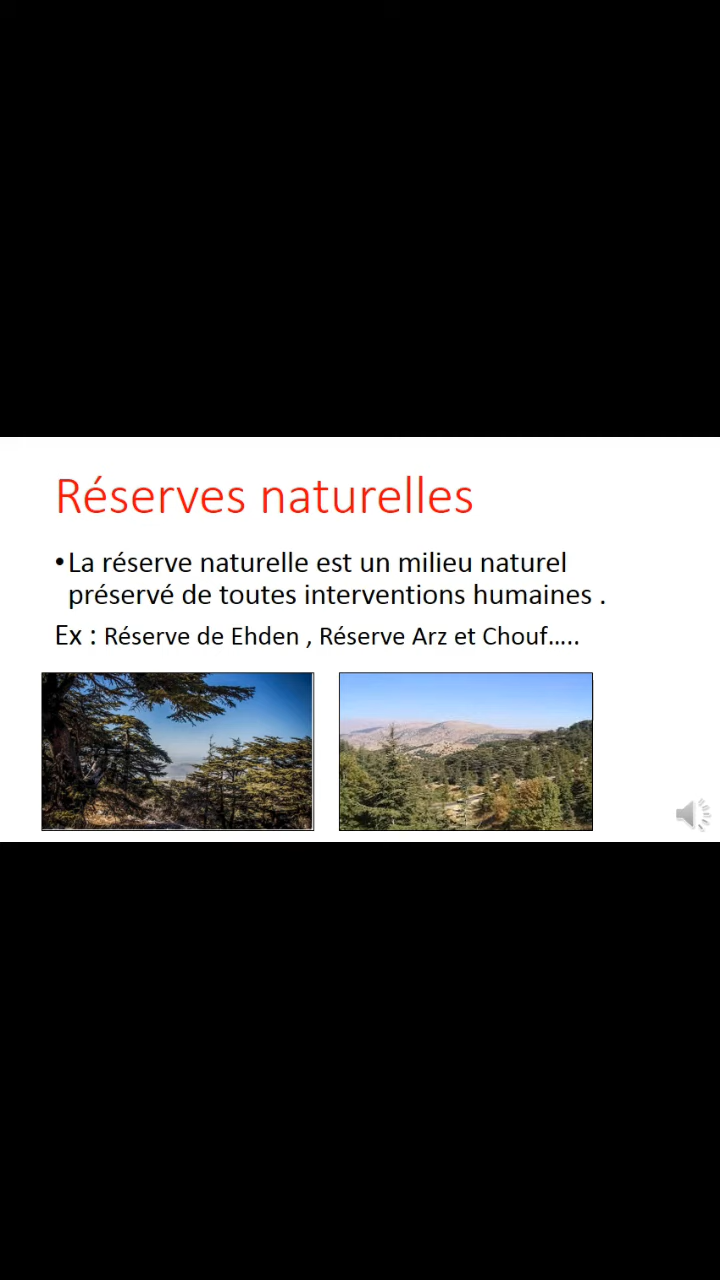 Réserves naturelles
•La réserve naturelle est un milieu naturel
préservé de toutes interventions humaines .
Ex : Réserve de Ehden , Réserve Arz et Chouf.....